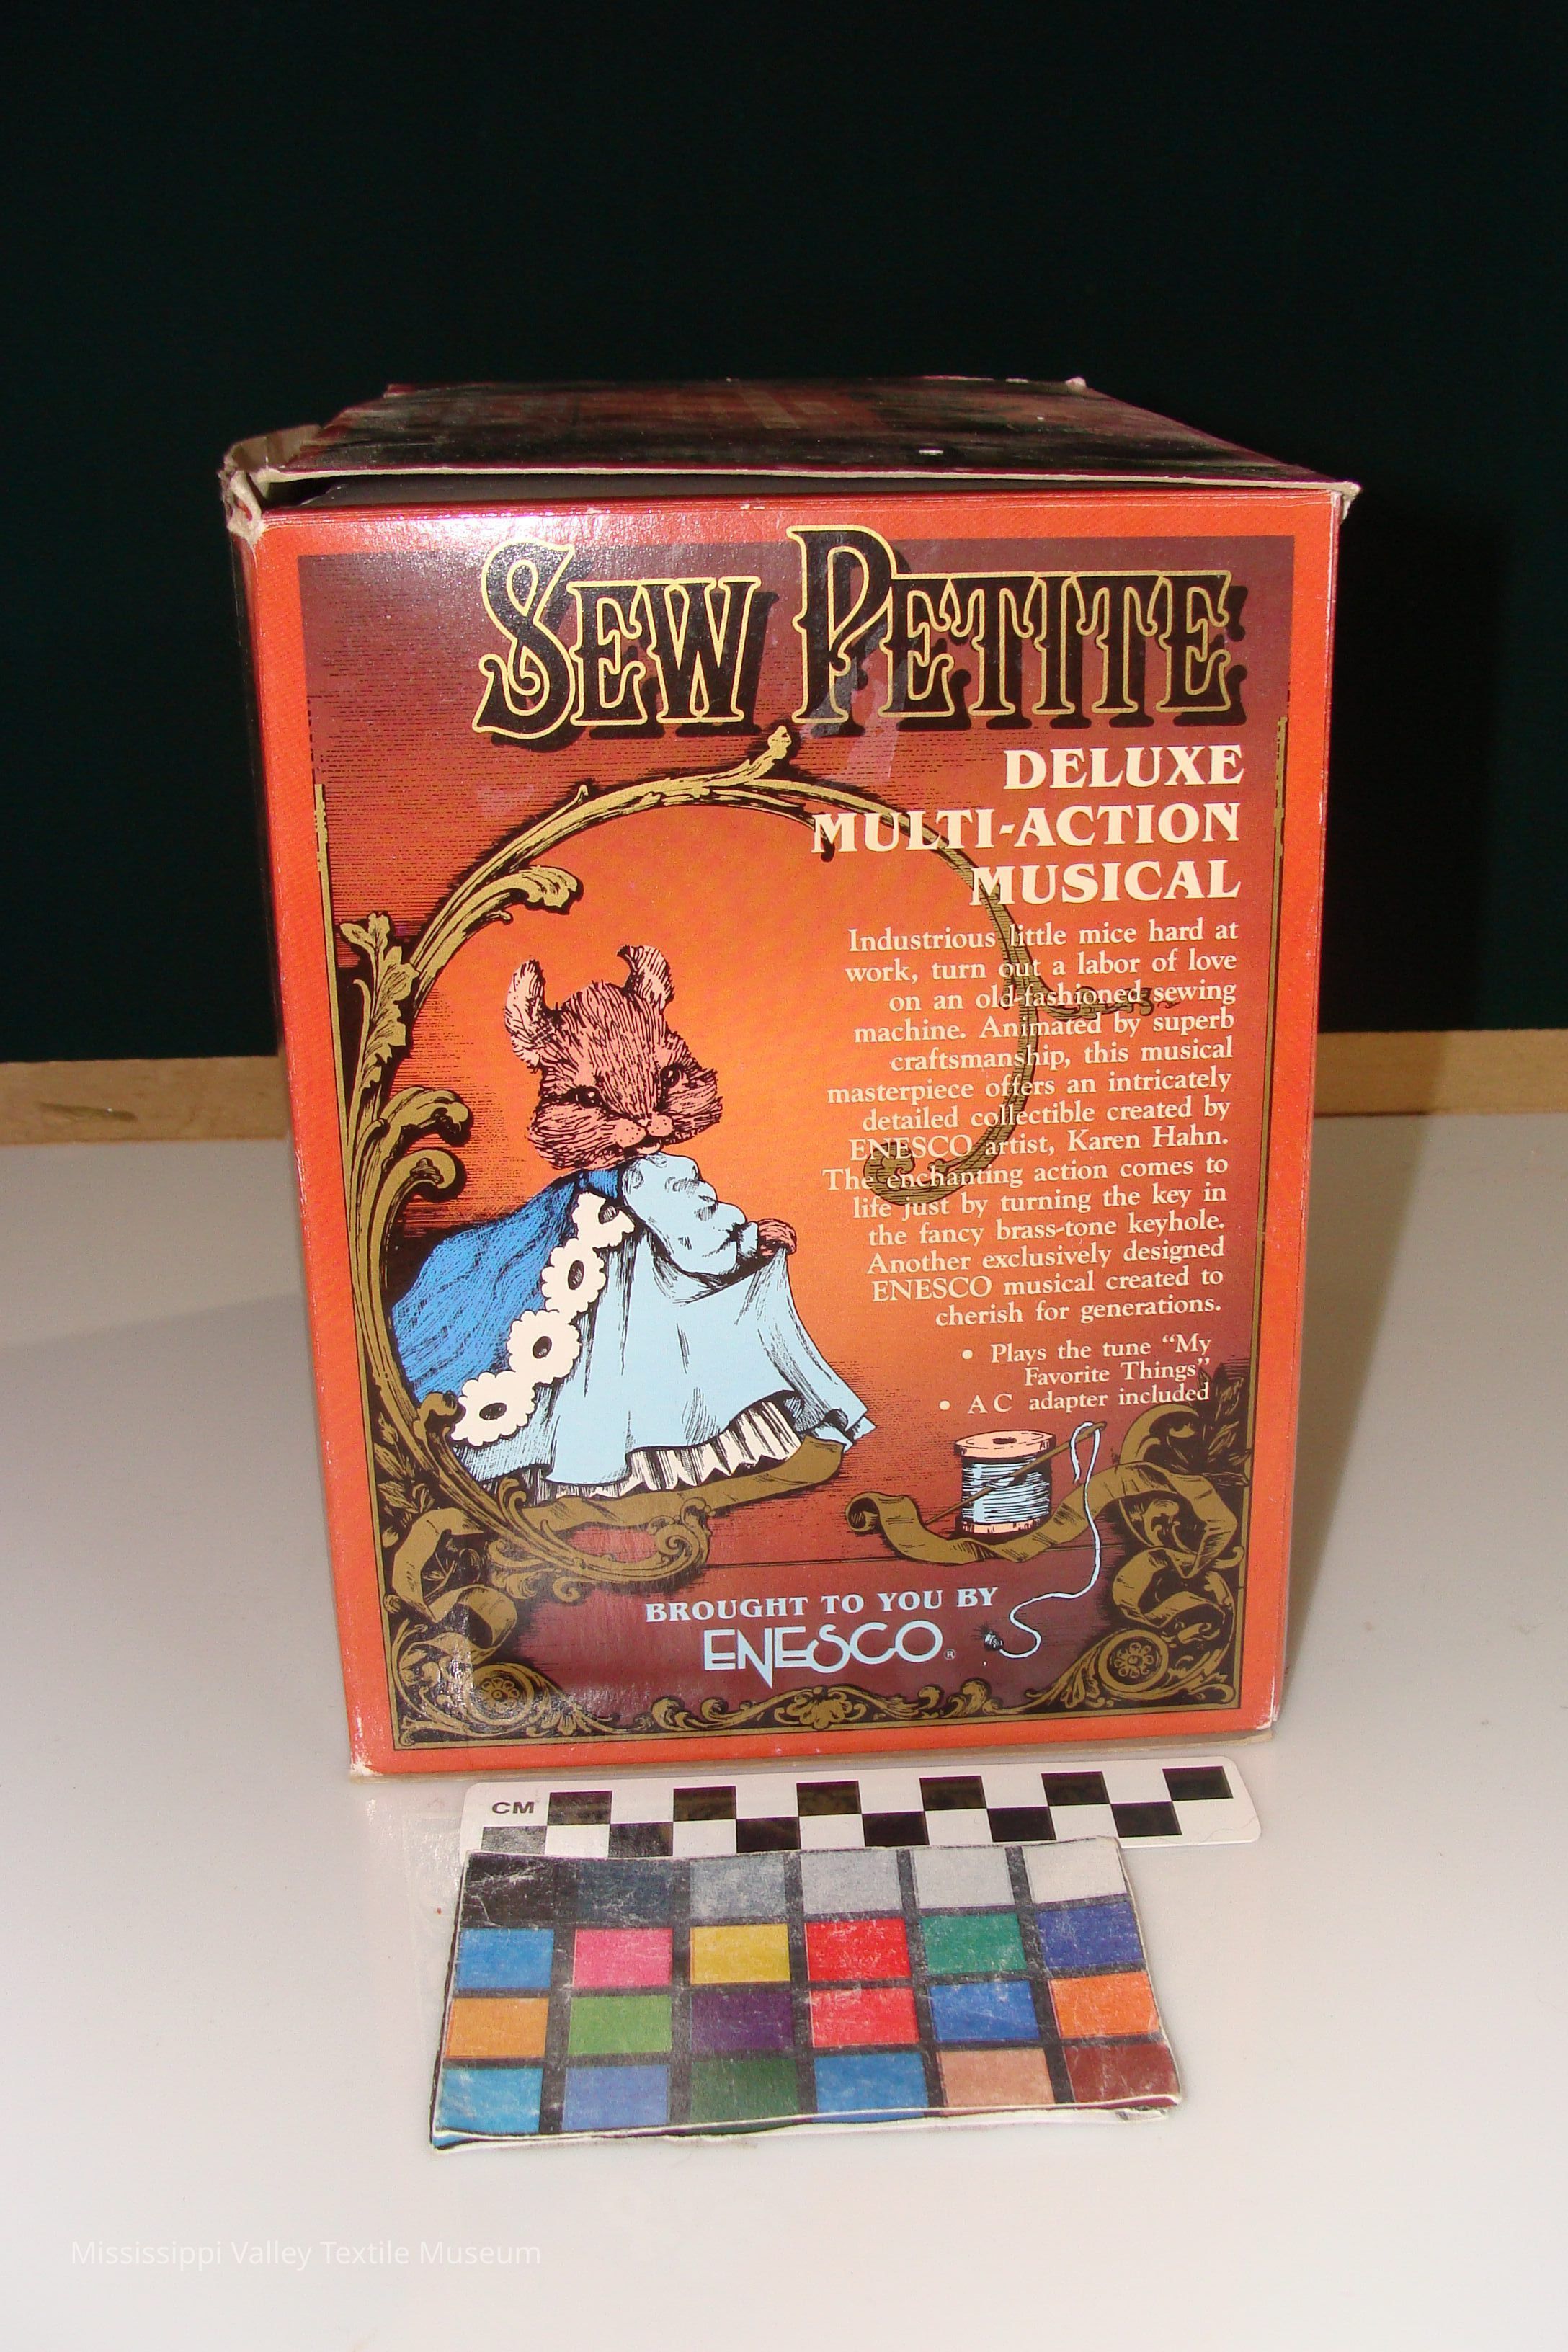 SEW PETITE
DELUXE
MULTI-ACTION
MUSICAL
Industrious little mice hard at
work, turn out a labor of love
on an old-fashioned sewing
machine. Animated by superb
craftsmanship, this musical
masterpiece offers an intricately
detailed collectible created by
ENESCO artist, Karen Hahn.
The enchanting action comes to
life just by turning the key in
the fancy brass-tone keyhole.
Another exclusively designed
ENESCO musical created to
cherish for generations.
• Plays the tune “My
Favorite Things”
• AC adapter included
BROUGHT TO YOU BY
ENESCO®
CM
Mississippi Valley Textile Museum